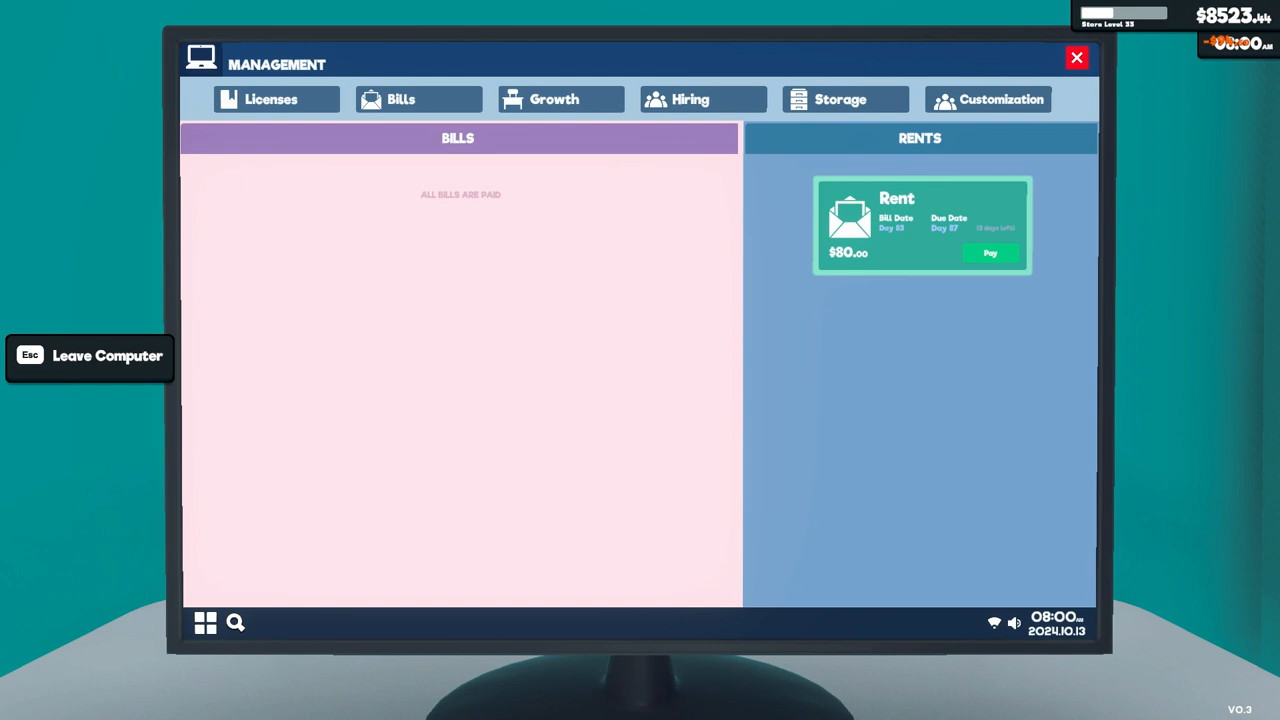 $8523.44
Store Level 33
08:00AM
MANAGEMENT
Licenses
Bills
Growth
Hiring
Storage
Customization
BILLS
RENTS
ALL BILLS ARE PAID
Rent
Bill Date
Due Date
Day 83
Day 87
$80.00
Pay
Esc
Leave Computer
08:00AM
2024.10.13
V0.3